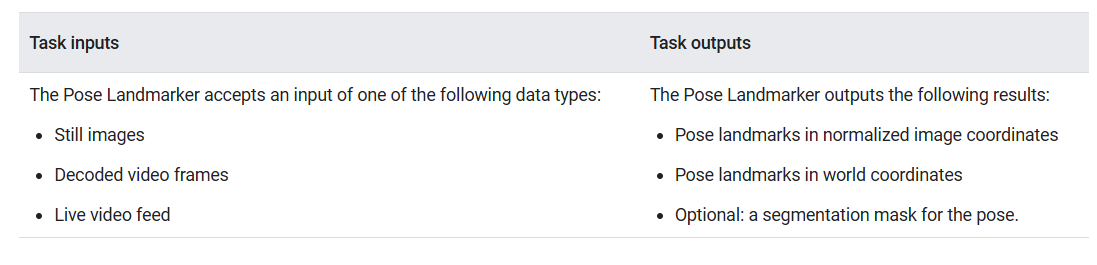 Task inputs
Task outputs
The Pose Landmarker accepts an input of one of the following data types:
• Still images
• Decoded video frames
• Live video feed
The Pose Landmarker outputs the following results:
• Pose landmarks in normalized image coordinates
• Pose landmarks in world coordinates
• Optional: a segmentation mask for the pose.